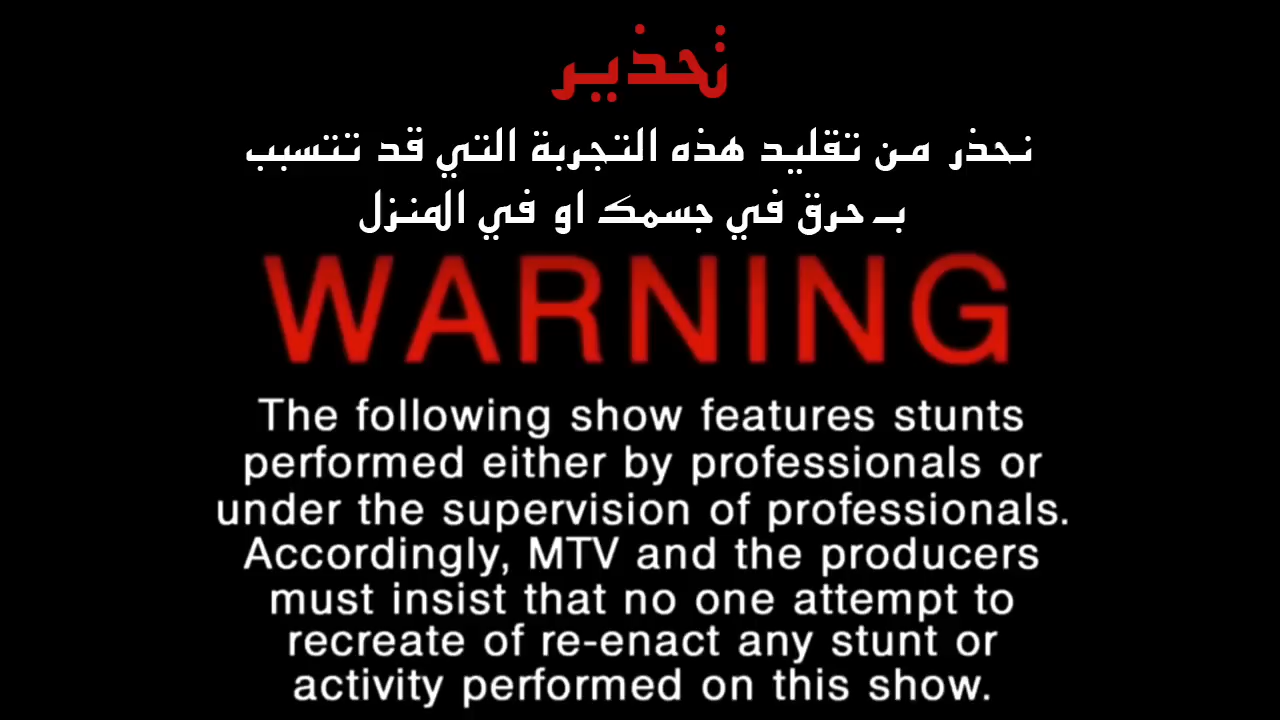 تحذير
نحذر من تقليد هذه التجربة التي قد تتسبب
بـ حرق في جسمك او في المنزل
WARNING
The following show features stunts
performed either by professionals or
under the supervision of professionals.
Accordingly, MTV and the producers
must insist that no one attempt to
recreate of re-enact any stunt or
activity performed on this show.